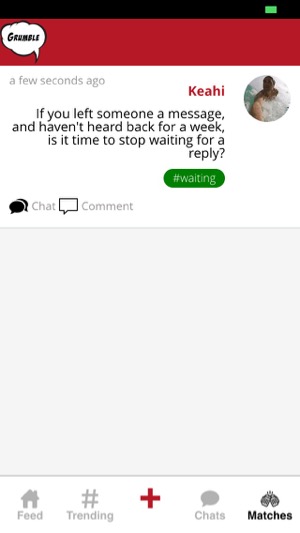 GRUMBLE
a few seconds ago
Keahi
If you left someone a message,
and haven't heard back for a week,
is it time to stop waiting for a
reply?
#waiting
Chat Comment
Feed Trending Chats Matches